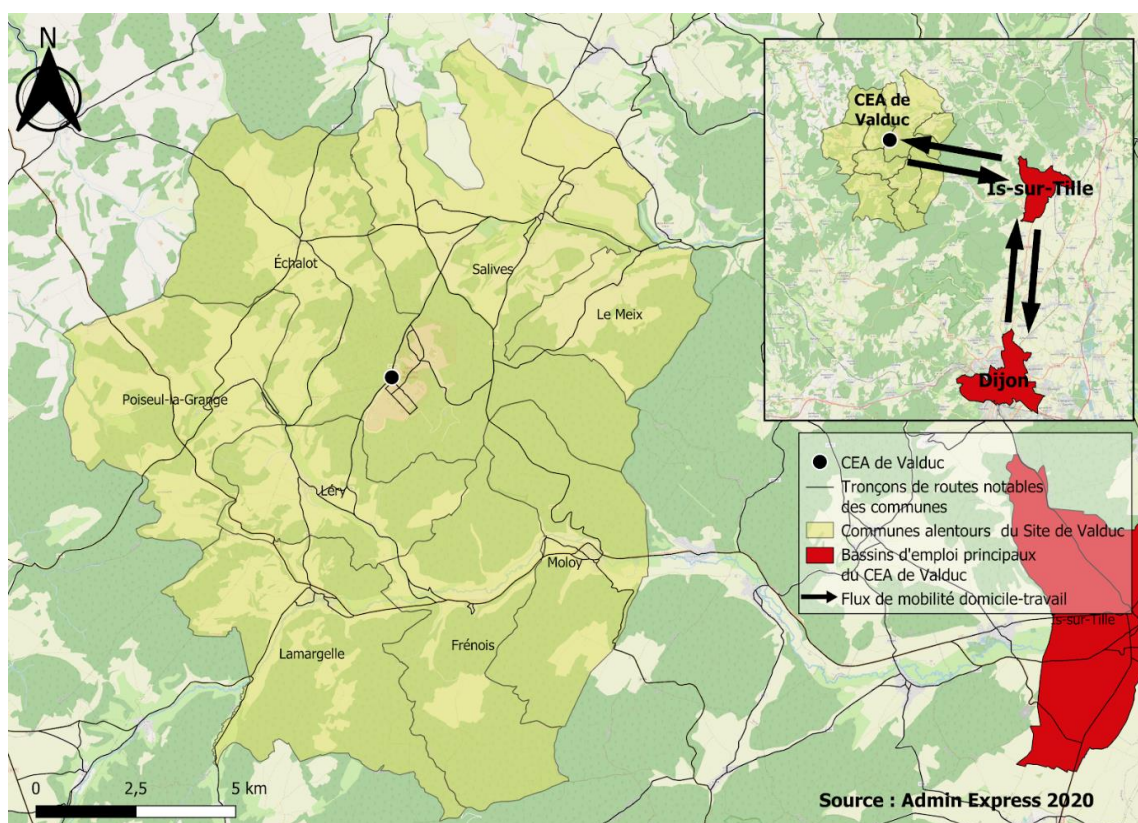 N
CEA de
Valduc
Is-sur-Tille
Dijon
Échalot
Salives
Le Meix
Poiseul-la-Grange
Léry
Moloy
Lamargelle
Frénois
Is-sur-Tille
CEA de Valduc
Tronçons de routes notables
des communes
Communes alentours du Site de Valduc
Bassins d'emploi principaux
du CEA de Valduc
Flux de mobilité domicile-travail
0 2,5 5 km
Source : Admin Express 2020